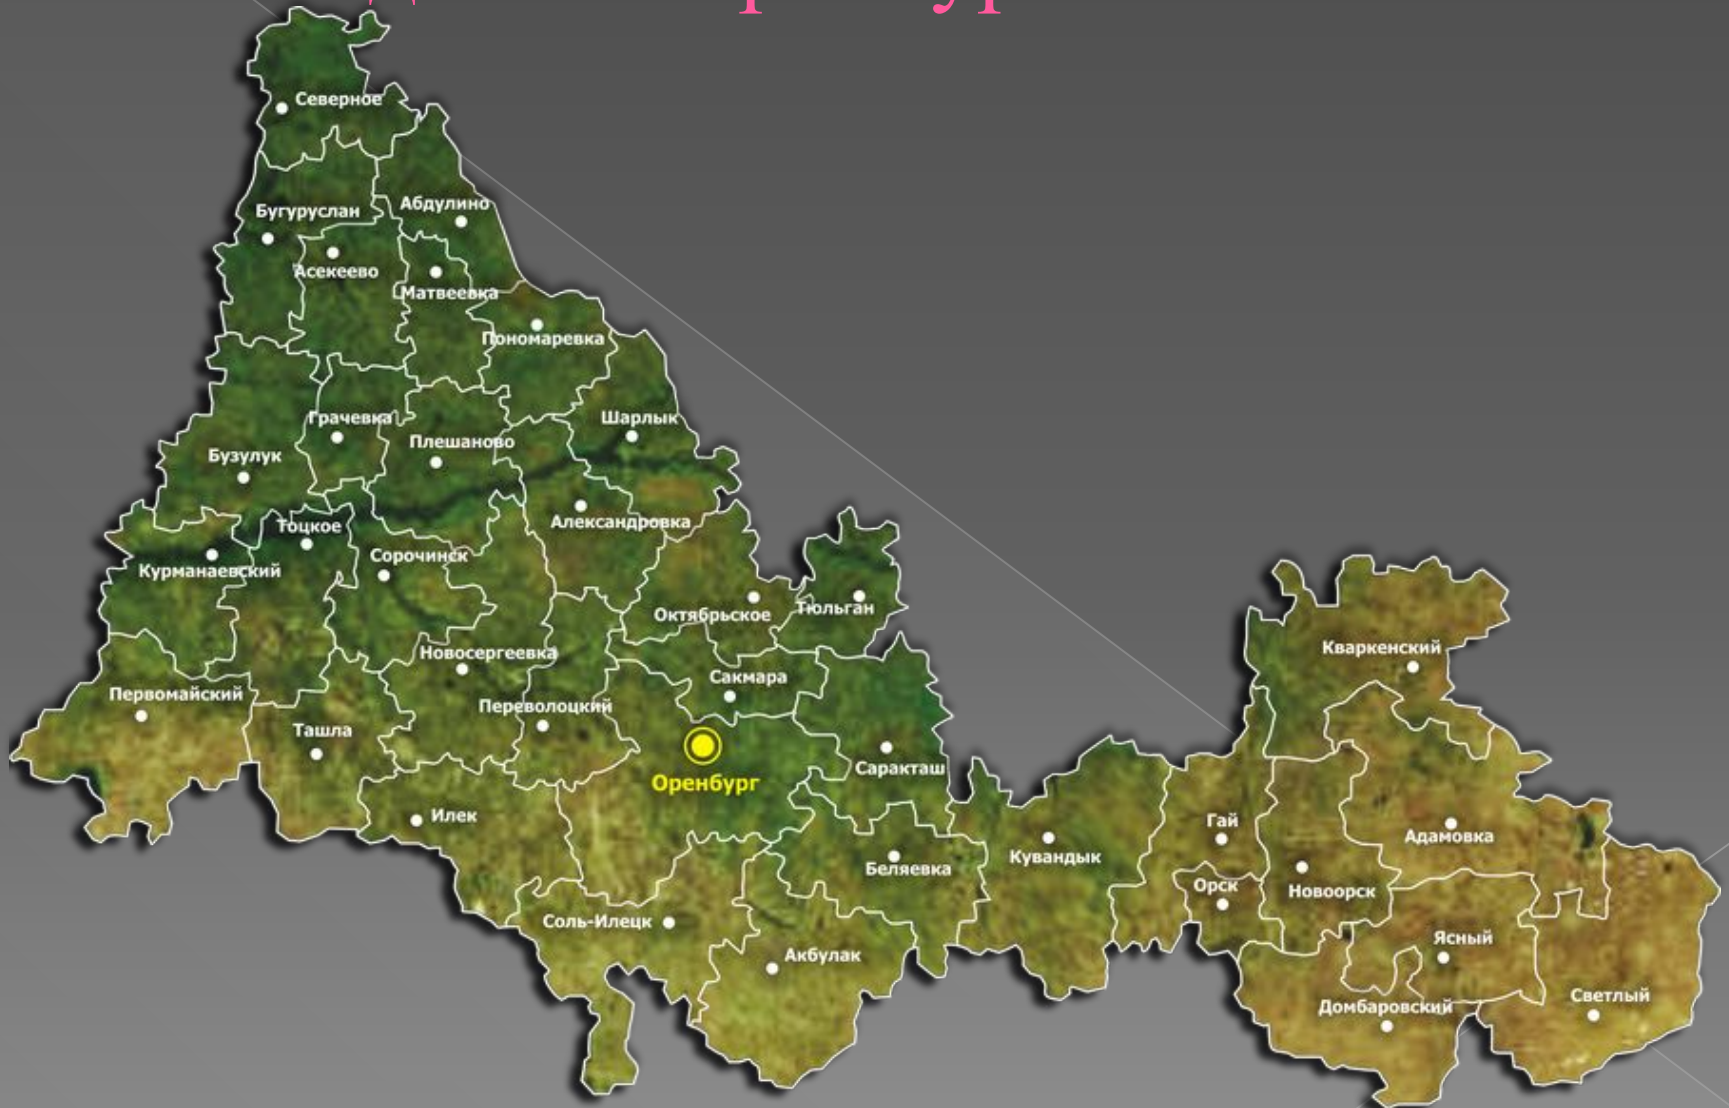 Северное
Бугуруслан
Абдулино
Асекеево
Матвеевка
Пономаревка
Грачевка
Шарлык
Плешаново
Бузулук
Александровка
Тоцкое
Сорочинск
Курманаевский
Октябрьское
Тюльган
Кваркенский
Новосергеевка
Сакмара
Первомайский
Переволоцкий
Ташла
Саракташ
Оренбург
Илек
Гай
Адамовка
Кувандык
Беляевка
Орск
Новоорск
Соль-Илецк
Ясный
Акбулак
Светлый
Домбаровский